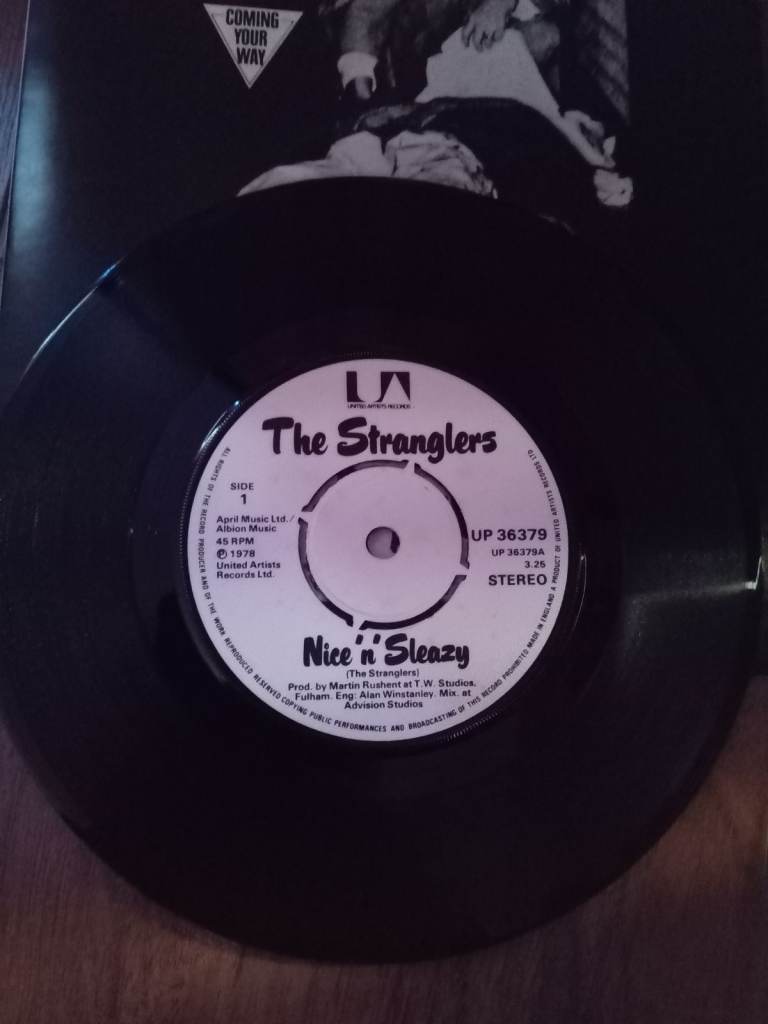 COMING
YOUR
WAY
UA
UNITED ARTISTS RECORDS
The Stranglers
SIDE
1
April Music Ltd./
Albion Music
45 RPM
℗ 1978
United Artists
Records Ltd.
UP 36379
UP 36379A
3.25
STEREO
Nice 'n' Sleazy
(The Stranglers)
Prod. by Martin Rushent at T.W. Studios,
Fulham. Eng: Alan Winstanley. Mix. at
Advision Studios
ALL RIGHTS OF THE RECORD PRODUCER AND OF THE WORK REPRODUCED RESERVED COPYING PUBLIC PERFORMANCES AND BROADCASTING OF THIS RECORD PROHIBITED MADE IN ENGLAND A PRODUCT OF UNITED ARTISTS RECORDS LTD